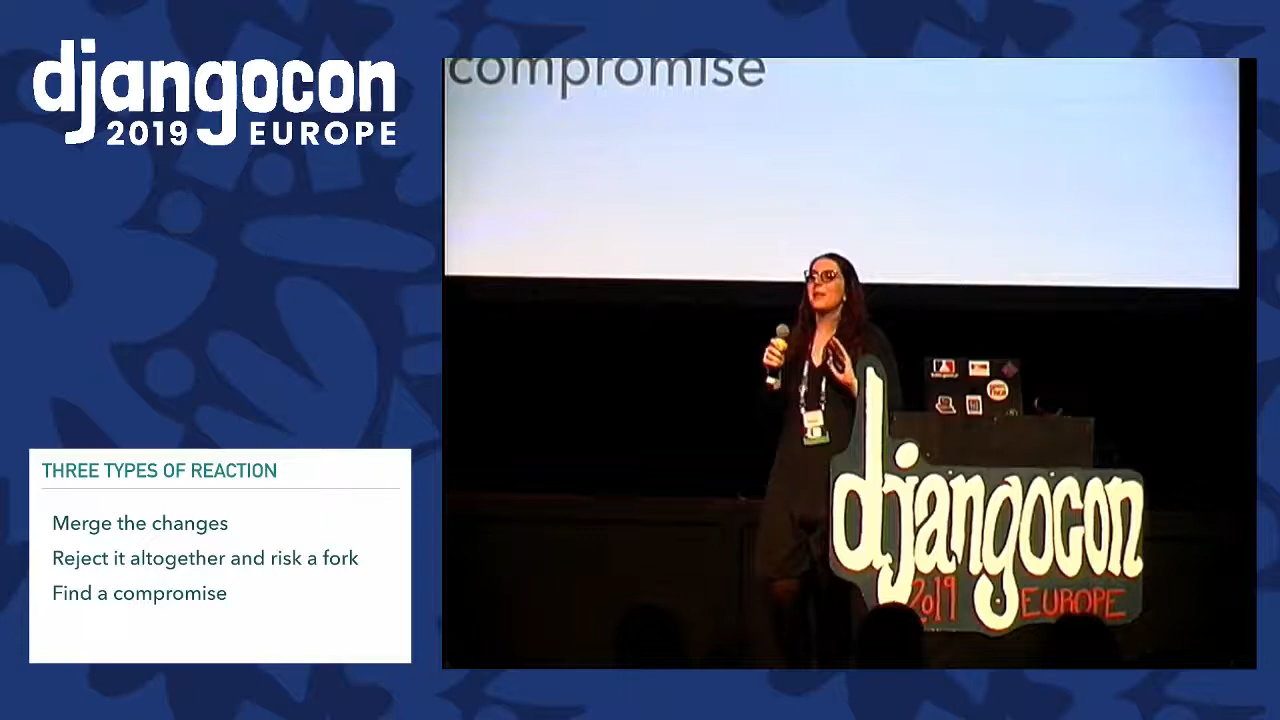 djangocon
2019 EUROPE
compromise
THREE TYPES OF REACTION
Merge the changes
Reject it altogether and risk a fork
Find a compromise
djangocon
2019 EUROPE